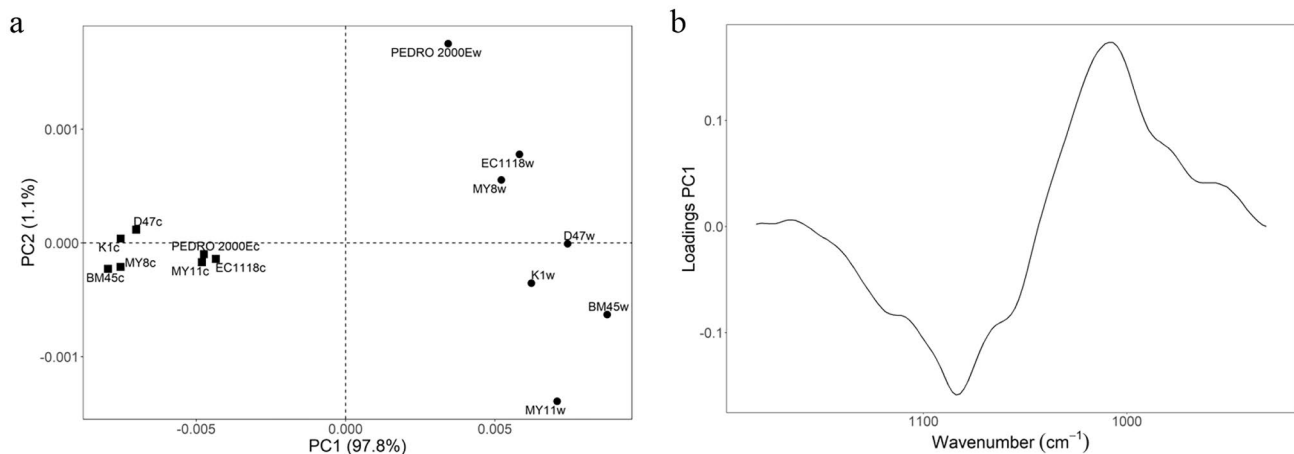 a
PEDRO 2000Ew
0.001
EC1118w
MY8w
PC2 (1.1%)
D47c
0.000
K1c
PEDRO 2000Ec
D47w
MY8c
MY11c
EC1118c
BM45c
K1w
BM45w
-0.001
MY11w
-0.005
0.000
0.005
PC1 (97.8%)
b
0.1
Loadings PC1
0.0
-0.1
1100
1000
Wavenumber (cm⁻¹)